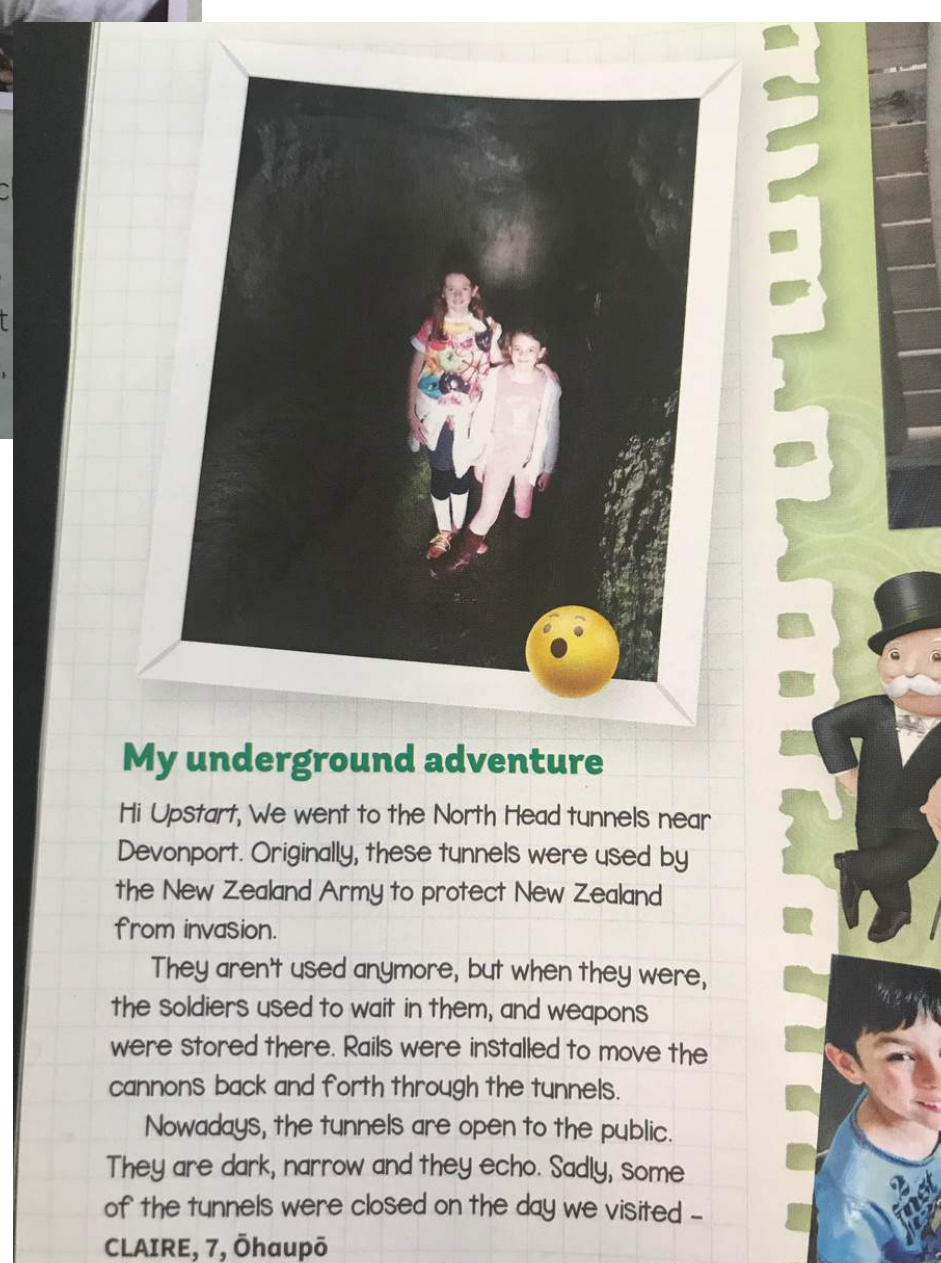 My underground adventure
Hi Upstart, We went to the North Head tunnels near
Devonport. Originally, these tunnels were used by
the New Zealand Army to protect New Zealand
from invasion.
They aren't used anymore, but when they were,
the soldiers used to wait in them, and weapons
were stored there. Rails were installed to move the
cannons back and forth through the tunnels.
Nowadays, the tunnels are open to the public.
They are dark, narrow and they echo. Sadly, some
of the tunnels were closed on the day we visited –
CLAIRE, 7, Ōhaupō